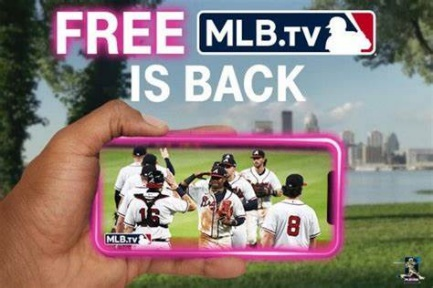 FREE MLB.TV
IS BACK
16
8
MLB.TV